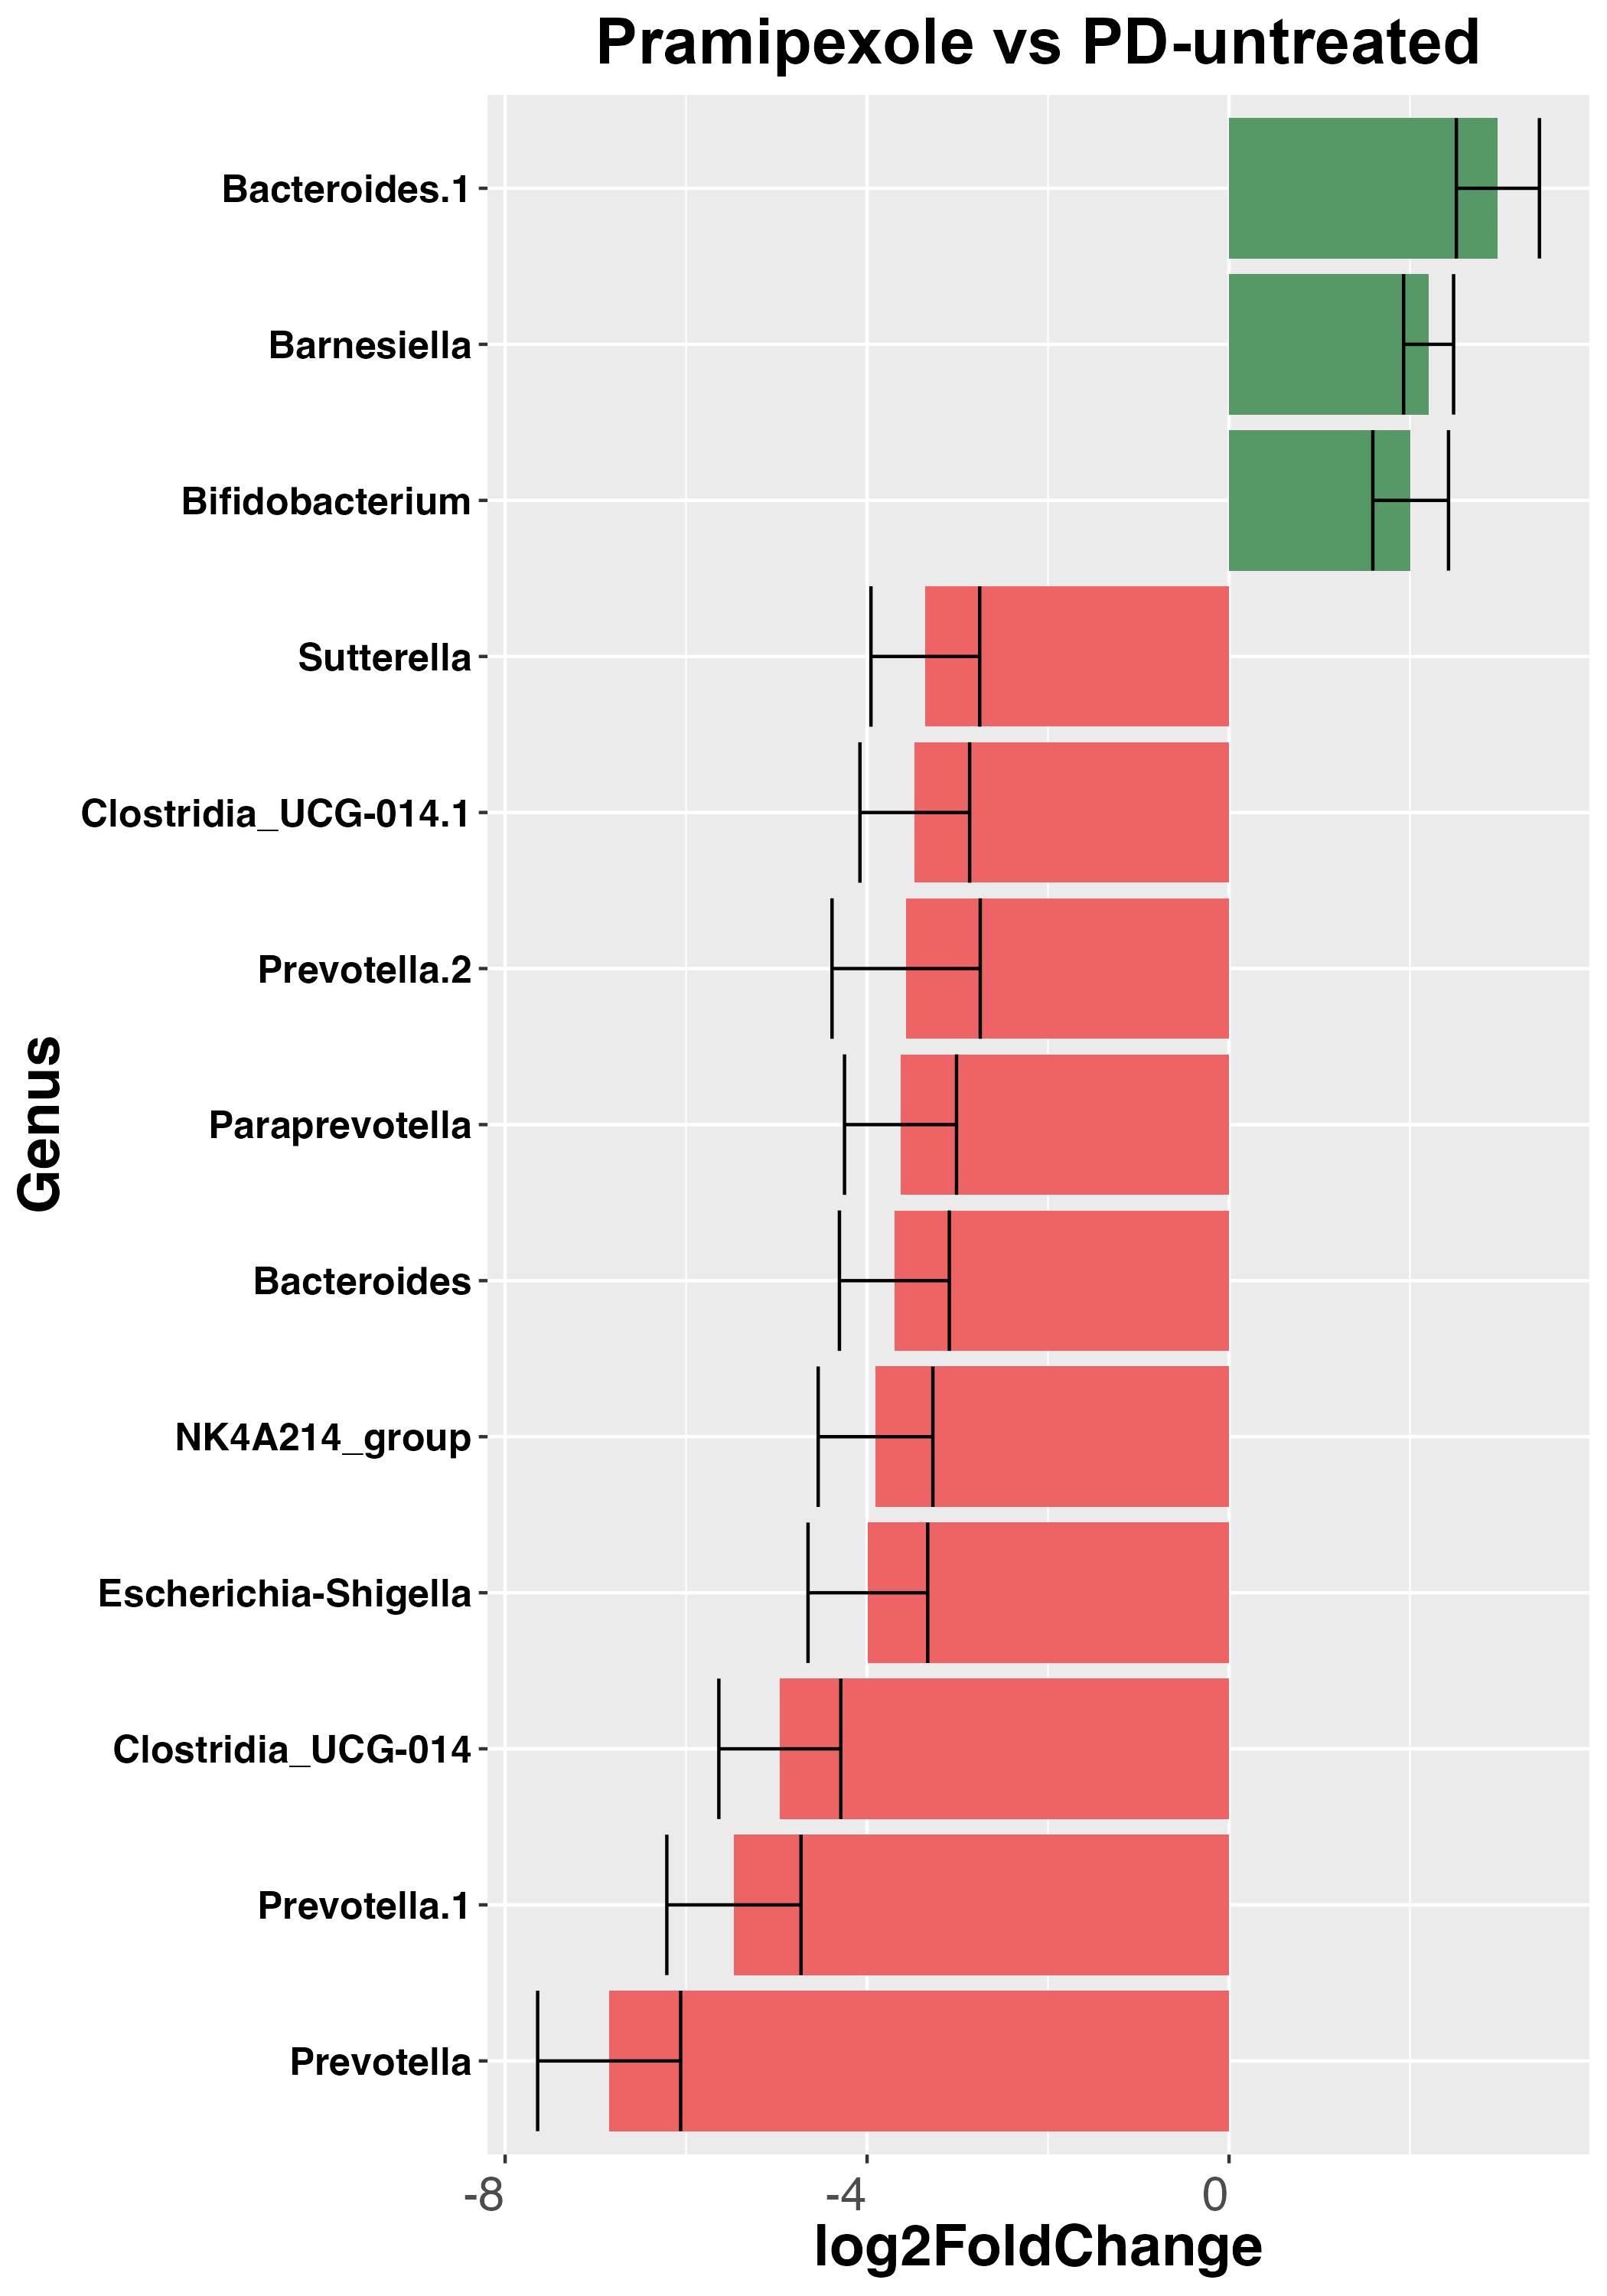 Pramipexole vs PD-untreated
Bacteroides.1
Barnesiella
Bifidobacterium
Sutterella
Clostridia_UCG-014.1
Prevotella.2
Paraprevotella
Bacteroides
NK4A214_group
Escherichia-Shigella
Clostridia_UCG-014
Prevotella.1
Prevotella
Genus
-8 -4 0
log2FoldChange